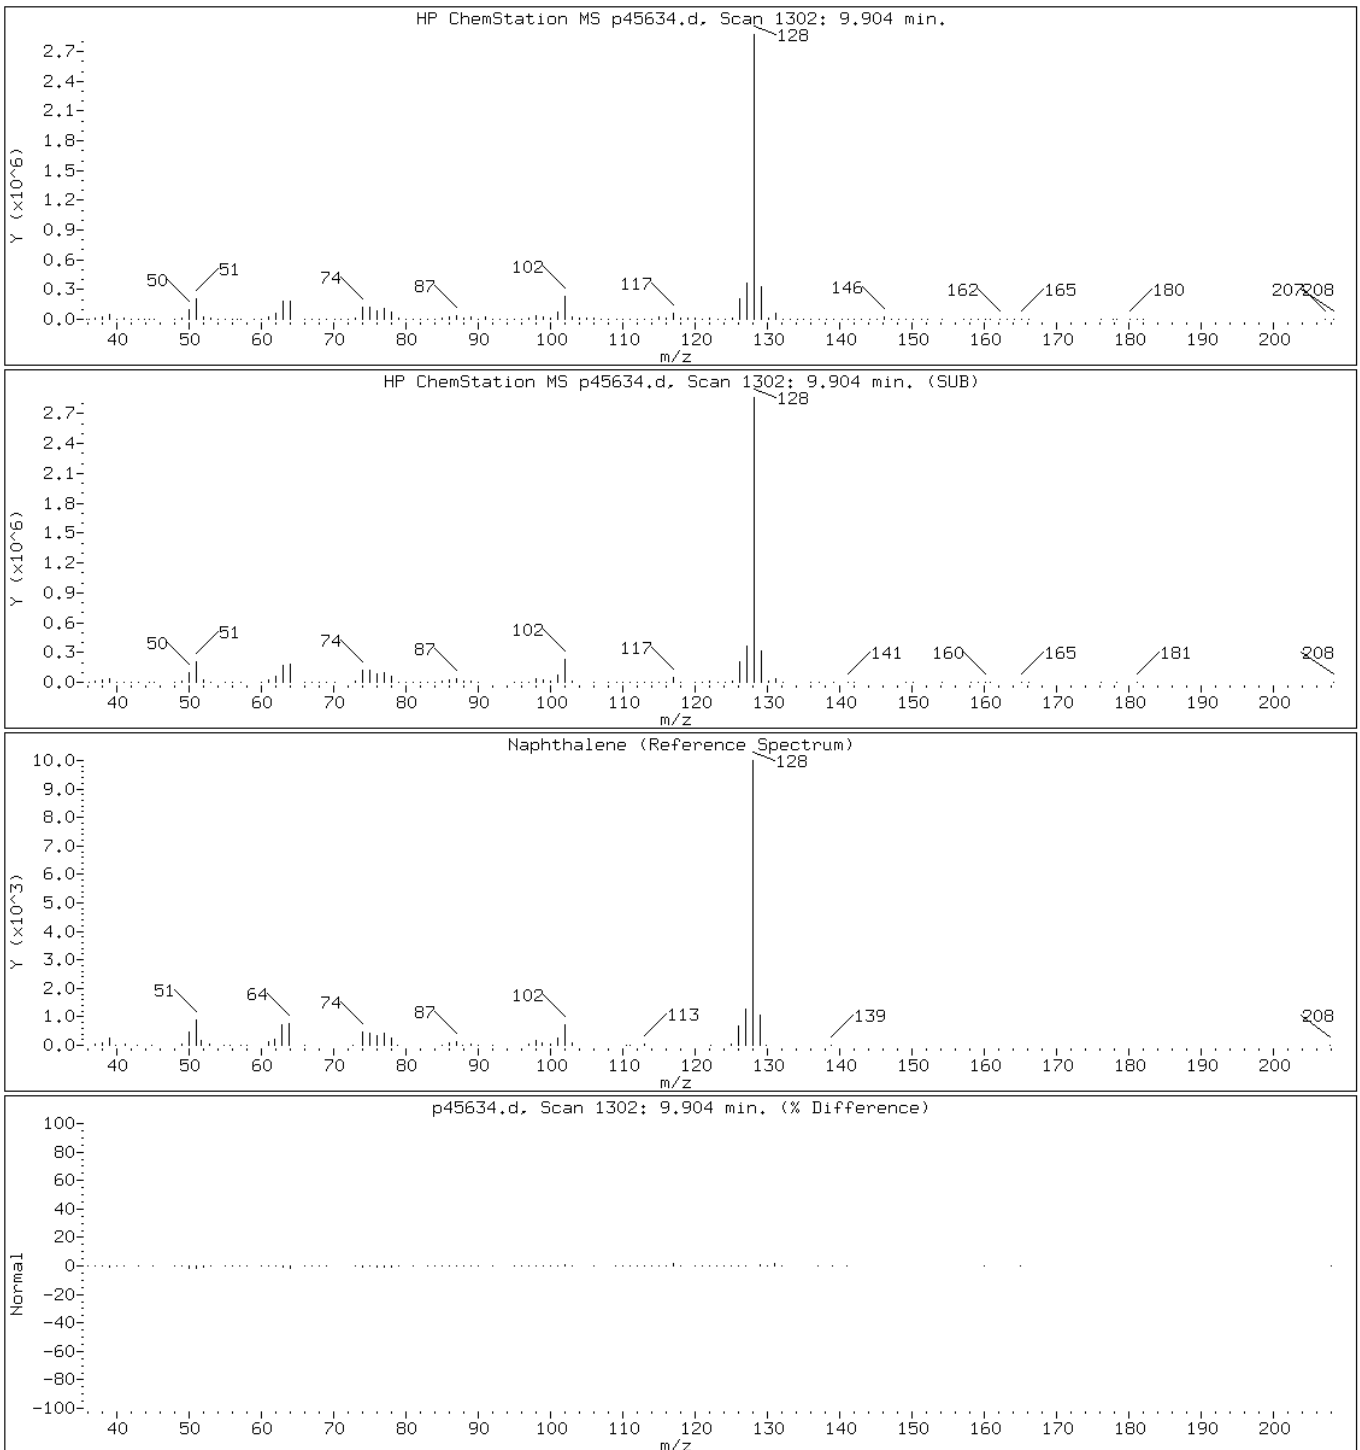 HP ChemStation MS p45634.d, Scan 1302: 9.904 min.
128
2.7
2.4
2.1
1.8
1.5
1.2
0.9
0.6
0.3
0.0
Y (x10^6)
50 51 74 87 102 117 146 162 165 180 207 208
40 50 60 70 80 90 100 110 120 130 140 150 160 170 180 190 200
m/z
HP ChemStation MS p45634.d, Scan 1302: 9.904 min. (SUB)
128
2.7
2.4
2.1
1.8
1.5
1.2
0.9
0.6
0.3
0.0
Y (x10^6)
50 51 74 87 102 117 141 160 165 181 208
40 50 60 70 80 90 100 110 120 130 140 150 160 170 180 190 200
m/z
Naphthalene (Reference Spectrum)
128
10.0
9.0
8.0
7.0
6.0
5.0
4.0
3.0
2.0
1.0
0.0
Y (x10^3)
51 64 74 87 102 113 139 208
40 50 60 70 80 90 100 110 120 130 140 150 160 170 180 190 200
m/z
p45634.d, Scan 1302: 9.904 min. (% Difference)
100
80
60
40
20
0
-20
-40
-60
-80
-100
Normal
40 50 60 70 80 90 100 110 120 130 140 150 160 170 180 190 200
m/z